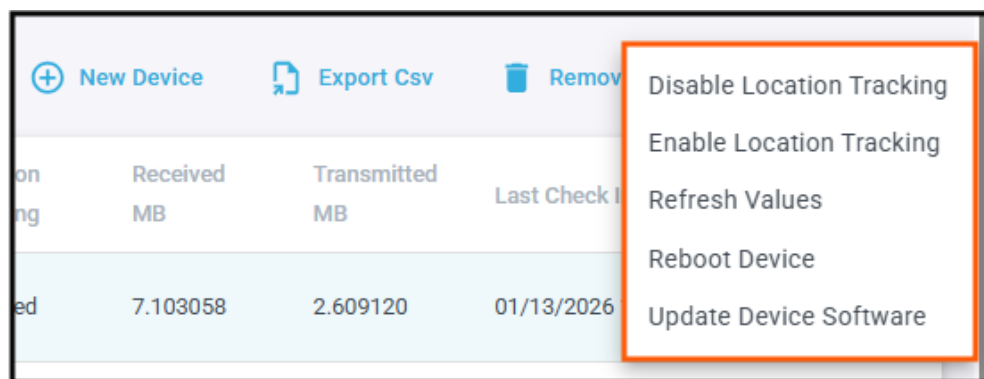 New Device
Export Csv
Remov
Disable Location Tracking
Enable Location Tracking
Refresh Values
Reboot Device
Update Device Software
on
ng
Received
MB
Transmitted
MB
Last Check I
ed
7.103058
2.609120
01/13/2026